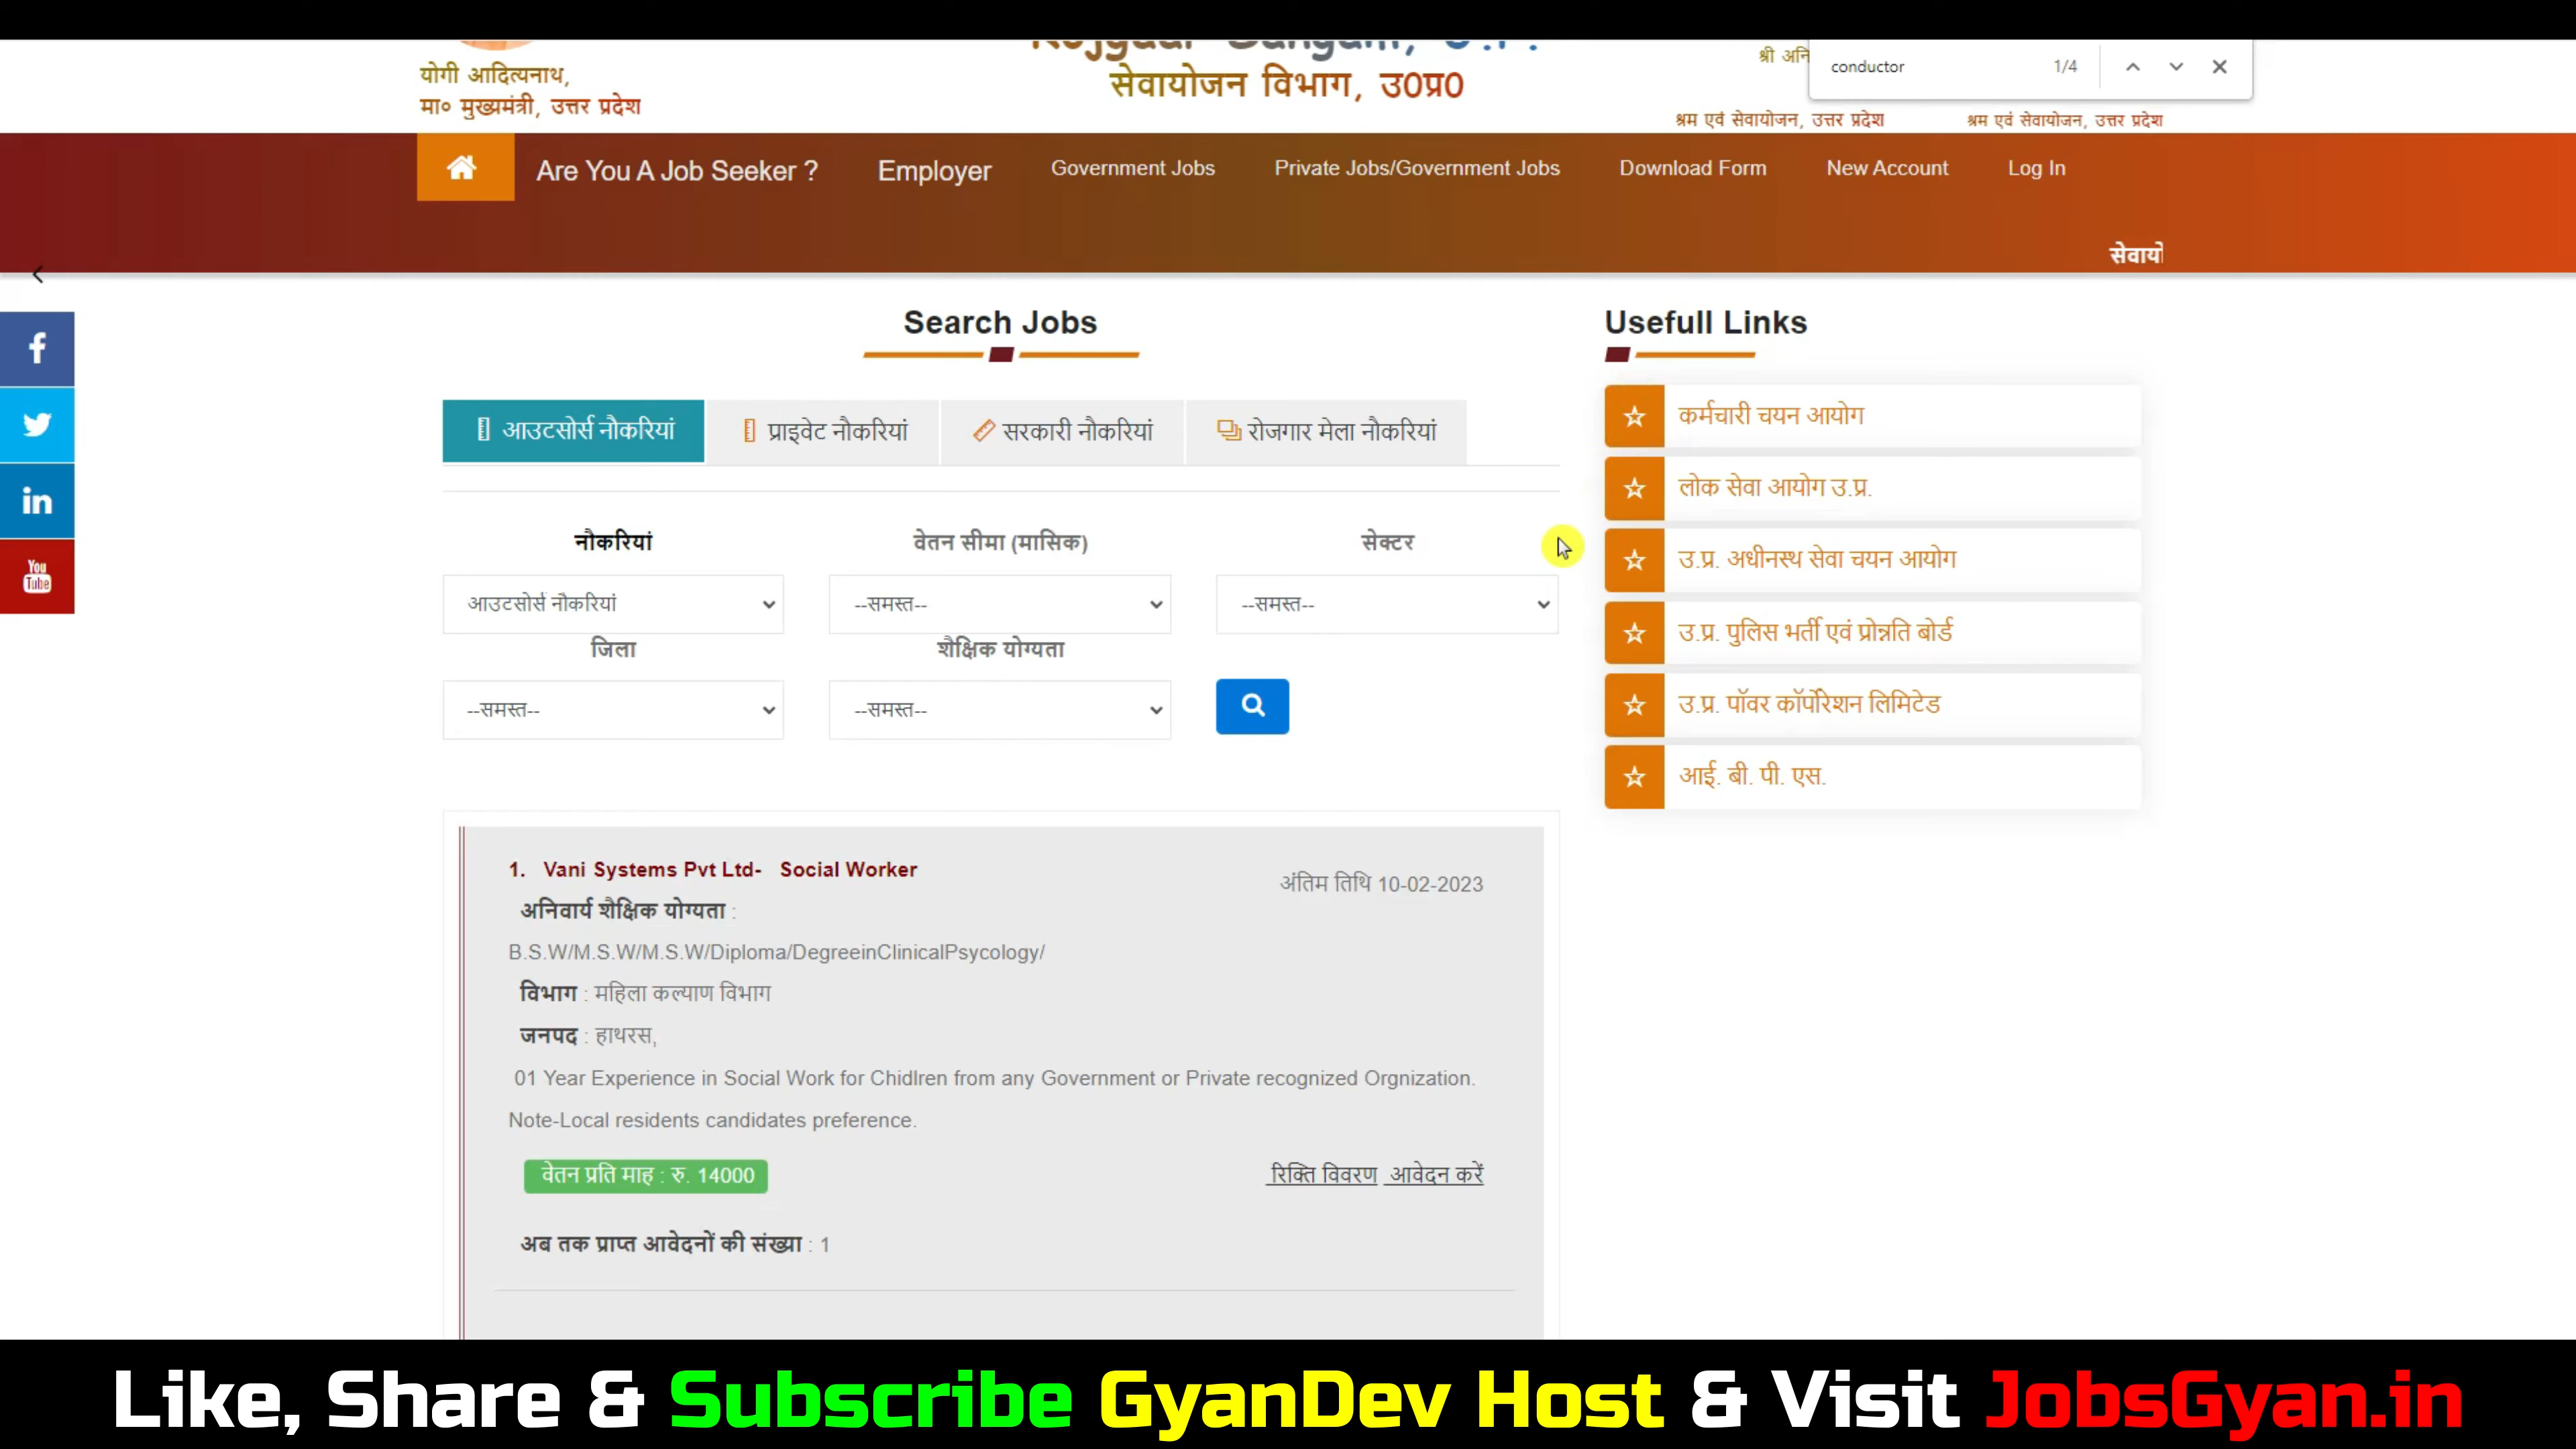 योगी आदित्यनाथ,
मा० मुख्यमंत्री, उत्तर प्रदेश
सेवायोजन विभाग, उ0प्र0
श्री अनि
श्रम एवं सेवायोजन, उत्तर प्रदेश
श्रम एवं सेवायोजन, उत्तर प्रदेश
conductor 1/4
Are You A Job Seeker ? Employer Government Jobs Private Jobs/Government Jobs Download Form New Account Log In
सेवायो
Search Jobs
आउटसोर्स नौकरियां प्राइवेट नौकरियां सरकारी नौकरियां रोजगार मेला नौकरियां
नौकरियां वेतन सीमा (मासिक) सेक्टर
आउटसोर्स नौकरियां --समस्त-- --समस्त--
जिला शैक्षिक योग्यता
--समस्त-- --समस्त--
Usefull Links
कर्मचारी चयन आयोग
लोक सेवा आयोग उ.प्र.
उ.प्र. अधीनस्थ सेवा चयन आयोग
उ.प्र. पुलिस भर्ती एवं प्रोन्नति बोर्ड
उ.प्र. पॉवर कॉर्पोरेशन लिमिटेड
आई. बी. पी. एस.
You
Tube
1. Vani Systems Pvt Ltd- Social Worker
अंतिम तिथि 10-02-2023
अनिवार्य शैक्षिक योग्यता :
B.S.W/M.S.W/M.S.W/Diploma/DegreeinClinicalPsycology/
विभाग : महिला कल्याण विभाग
जनपद : हाथरस,
01 Year Experience in Social Work for Chidlren from any Government or Private recognized Orgnization.
Note-Local residents candidates preference.
वेतन प्रति माह : रु. 14000
रिक्ति विवरण आवेदन करें
अब तक प्राप्त आवेदनों की संख्या : 1
Like, Share & Subscribe GyanDev Host & Visit JobsGyan.in